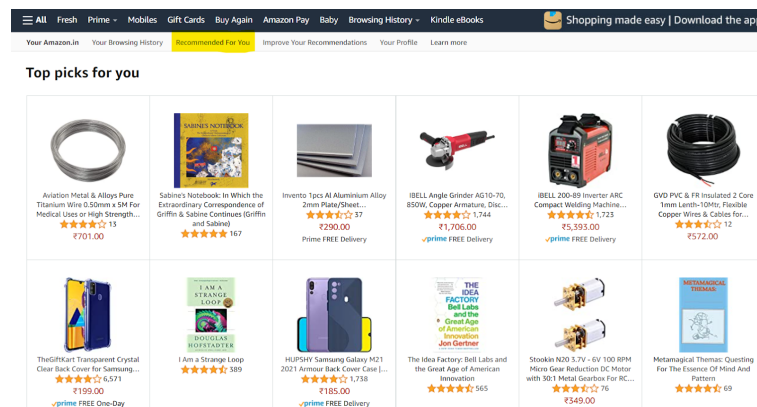 All Fresh Prime Mobiles Gift Cards Buy Again Amazon Pay Baby Browsing History Kindle eBooks Shopping made easy | Download the app
Your Amazon.in Your Browsing History Recommended For You Improve Your Recommendations Your Profile Learn more
Top picks for you
Aviation Metal & Alloys Pure
Titanium Wire 0.50mm x 5M For
Medical Uses or High Strength...
13
₹701.00
SABINE'S NOTEBOOK
Sabine's Notebook: In Which the
Extraordinary Correspondence of
Griffin & Sabine Continues (Griffin
and Sabine)
167
Invento 1pcs Al Aluminium Alloy
2mm Plate/Sheet...
37
₹290.00
Prime FREE Delivery
IBELL Angle Grinder AG10-70,
850W, Copper Armature, Disc...
1,744
₹1,706.00
prime FREE Delivery
iBELL 200-89 Inverter ARC
Compact Welding Machine...
1,723
₹5,393.00
prime FREE Delivery
GVD PVC & FR Insulated 2 Core
1mm Lenth-10Mtr, Flexible
Copper Wires & Cables for...
12
₹572.00
TheGiftKart Transparent Crystal
Clear Back Cover for Samsung...
6,571
₹199.00
prime FREE One-Day
I AM A
STRANGE
LOOP
DOUGLAS
HOFSTADTER
I Am a Strange Loop
389
HUPSHY Samsung Galaxy M21
2021 Armour Back Cover Case |...
1,738
₹185.00
prime FREE Delivery
THE
IDEA
FACTORY
Bell Labs
and the
Great Age
of American
Innovation
Jon Gertner
The Idea Factory: Bell Labs and
the Great Age of American
Innovation
565
Stookin N20 3.7V - 6V 100 RPM
Micro Gear Reduction DC Motor
with 30:1 Metal Gearbox For RC...
76
₹349.00
METAMAGICAL
THEMAS:
Metamagical Themas: Questing
For The Essence Of Mind And
Pattern
69